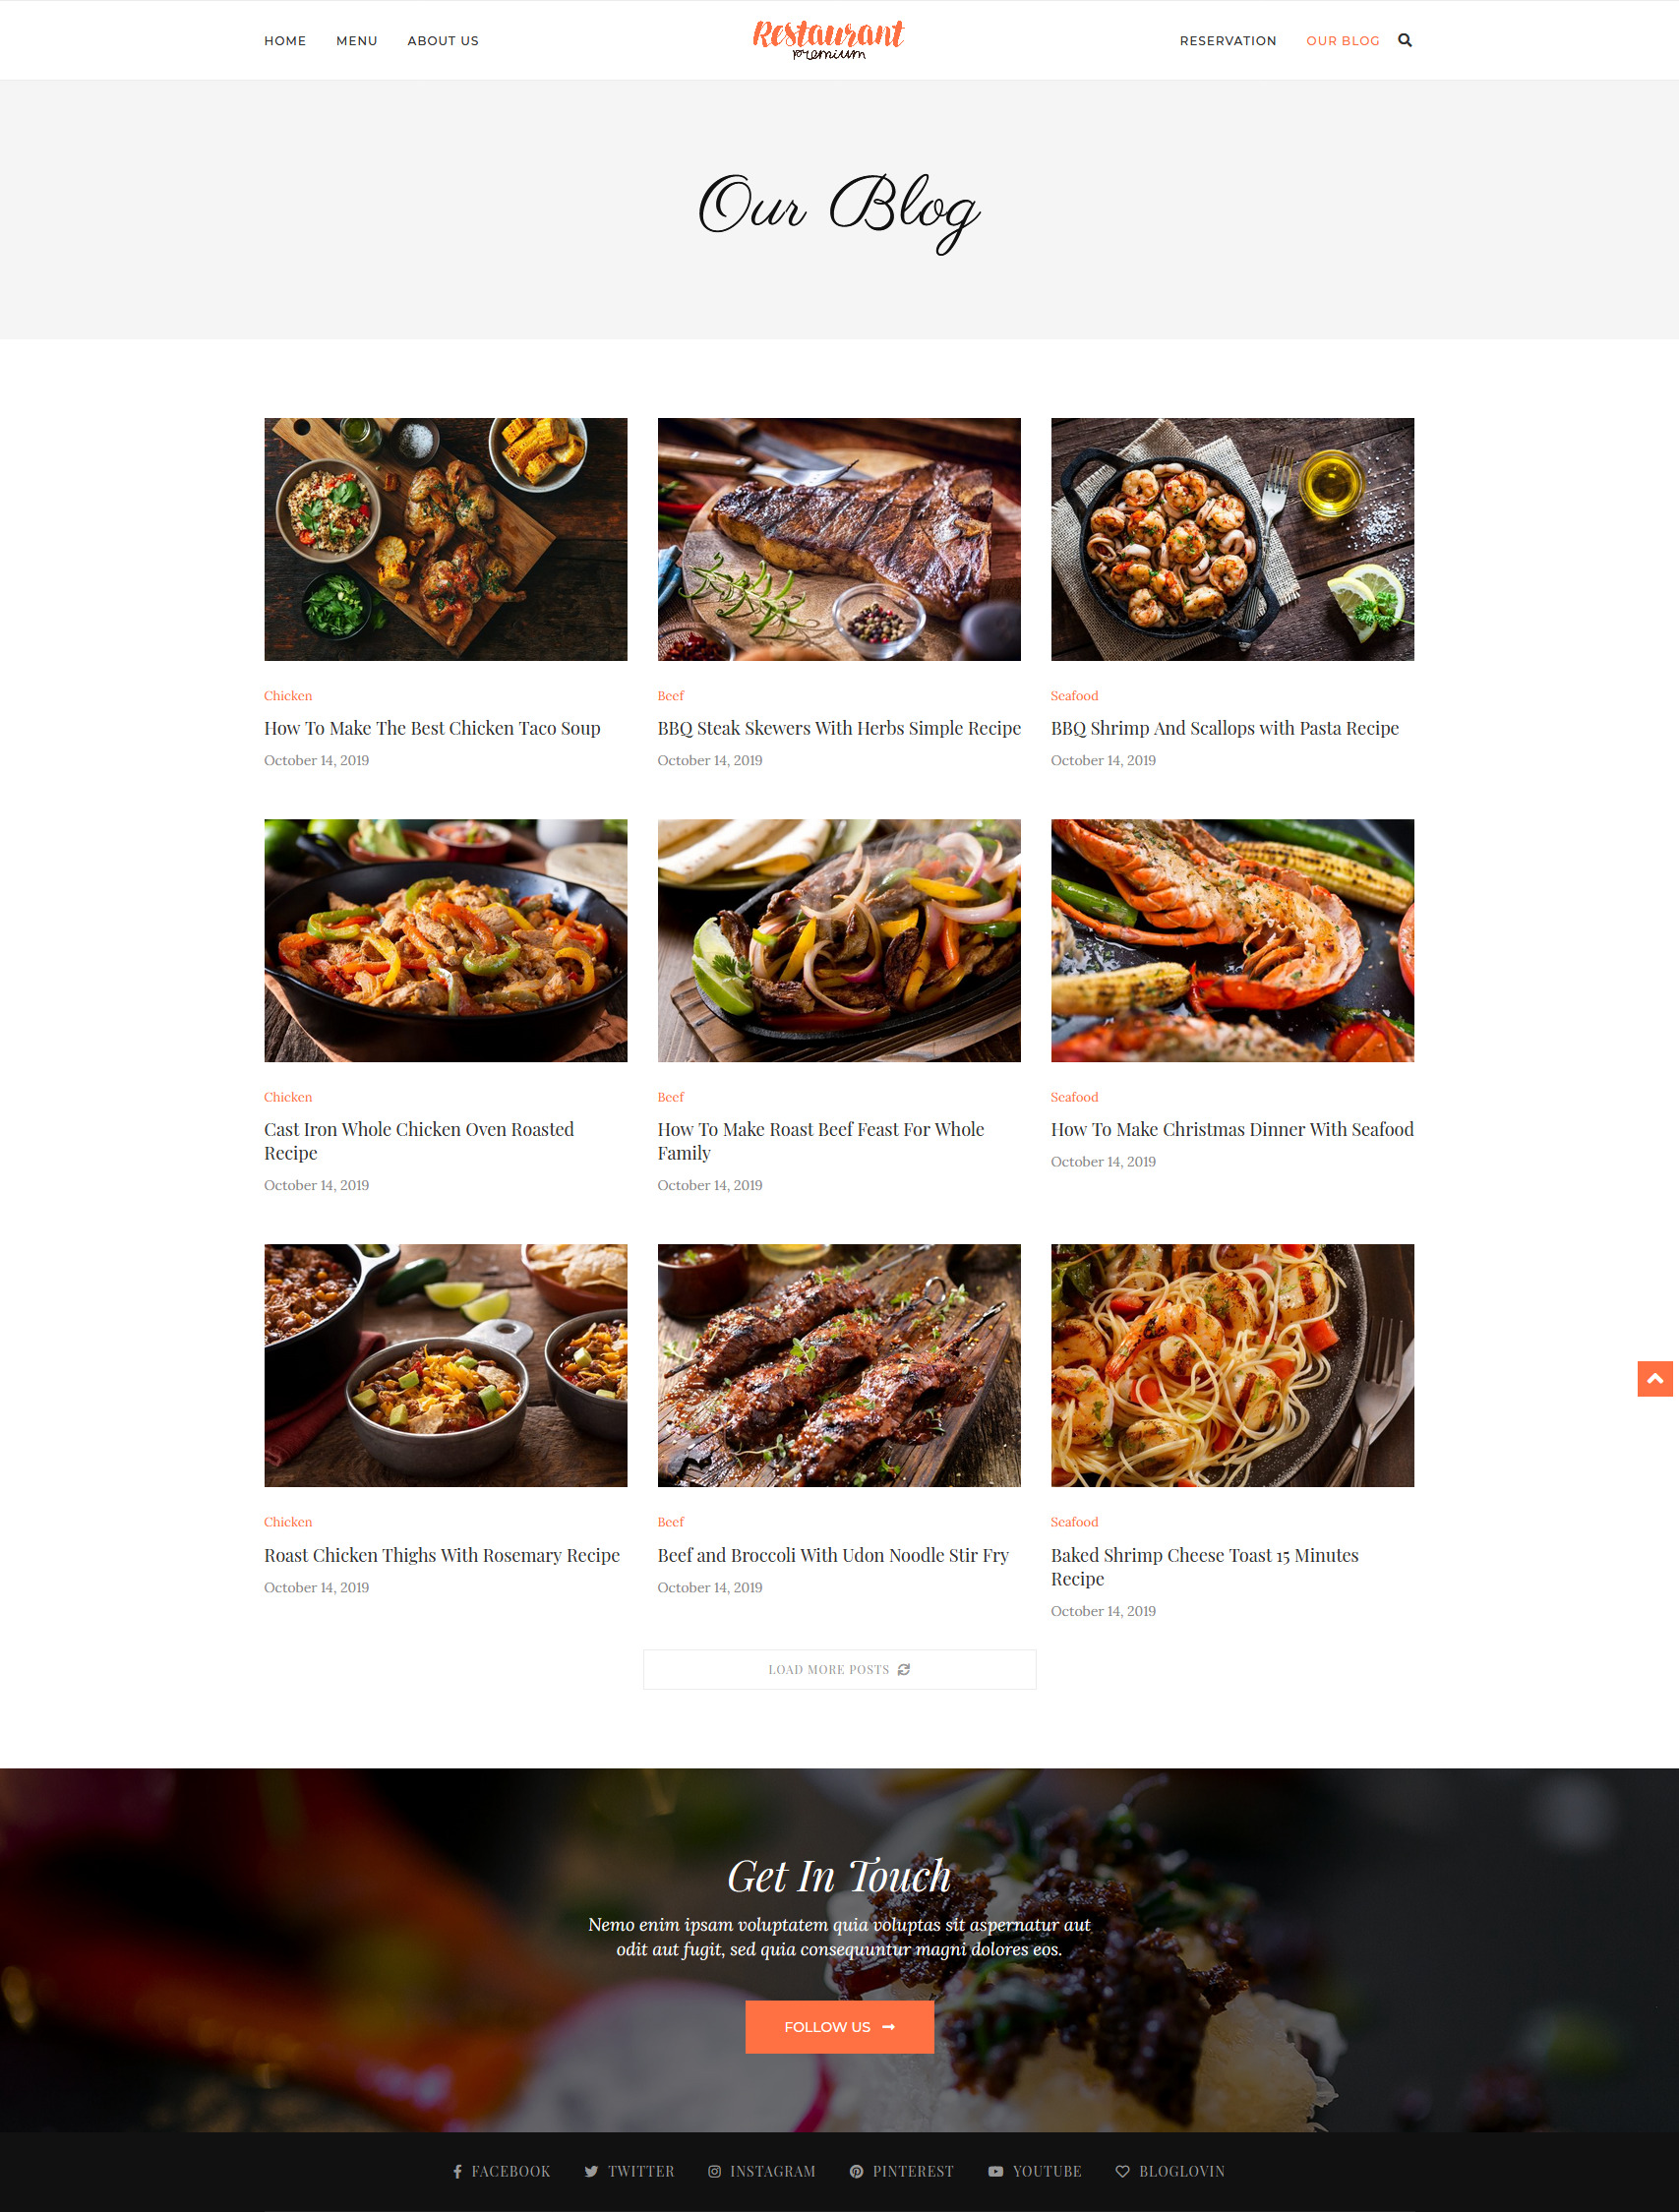 HOME MENU ABOUT US
Restaurant
premium
RESERVATION OUR BLOG
Our Blog
Chicken
How To Make The Best Chicken Taco Soup
October 14, 2019
Beef
BBQ Steak Skewers With Herbs Simple Recipe
October 14, 2019
Seafood
BBQ Shrimp And Scallops with Pasta Recipe
October 14, 2019
Chicken
Cast Iron Whole Chicken Oven Roasted
Recipe
October 14, 2019
Beef
How To Make Roast Beef Feast For Whole
Family
October 14, 2019
Seafood
How To Make Christmas Dinner With Seafood
October 14, 2019
Chicken
Roast Chicken Thighs With Rosemary Recipe
October 14, 2019
Beef
Beef and Broccoli With Udon Noodle Stir Fry
October 14, 2019
Seafood
Baked Shrimp Cheese Toast 15 Minutes
Recipe
October 14, 2019
LOAD MORE POSTS
Get In Touch
Nemo enim ipsam voluptatem quia voluptas sit aspernatur aut
odit aut fugit, sed quia consequuntur magni dolores eos.
FOLLOW US
FACEBOOK TWITTER INSTAGRAM PINTEREST YOUTUBE BLOGLOVIN